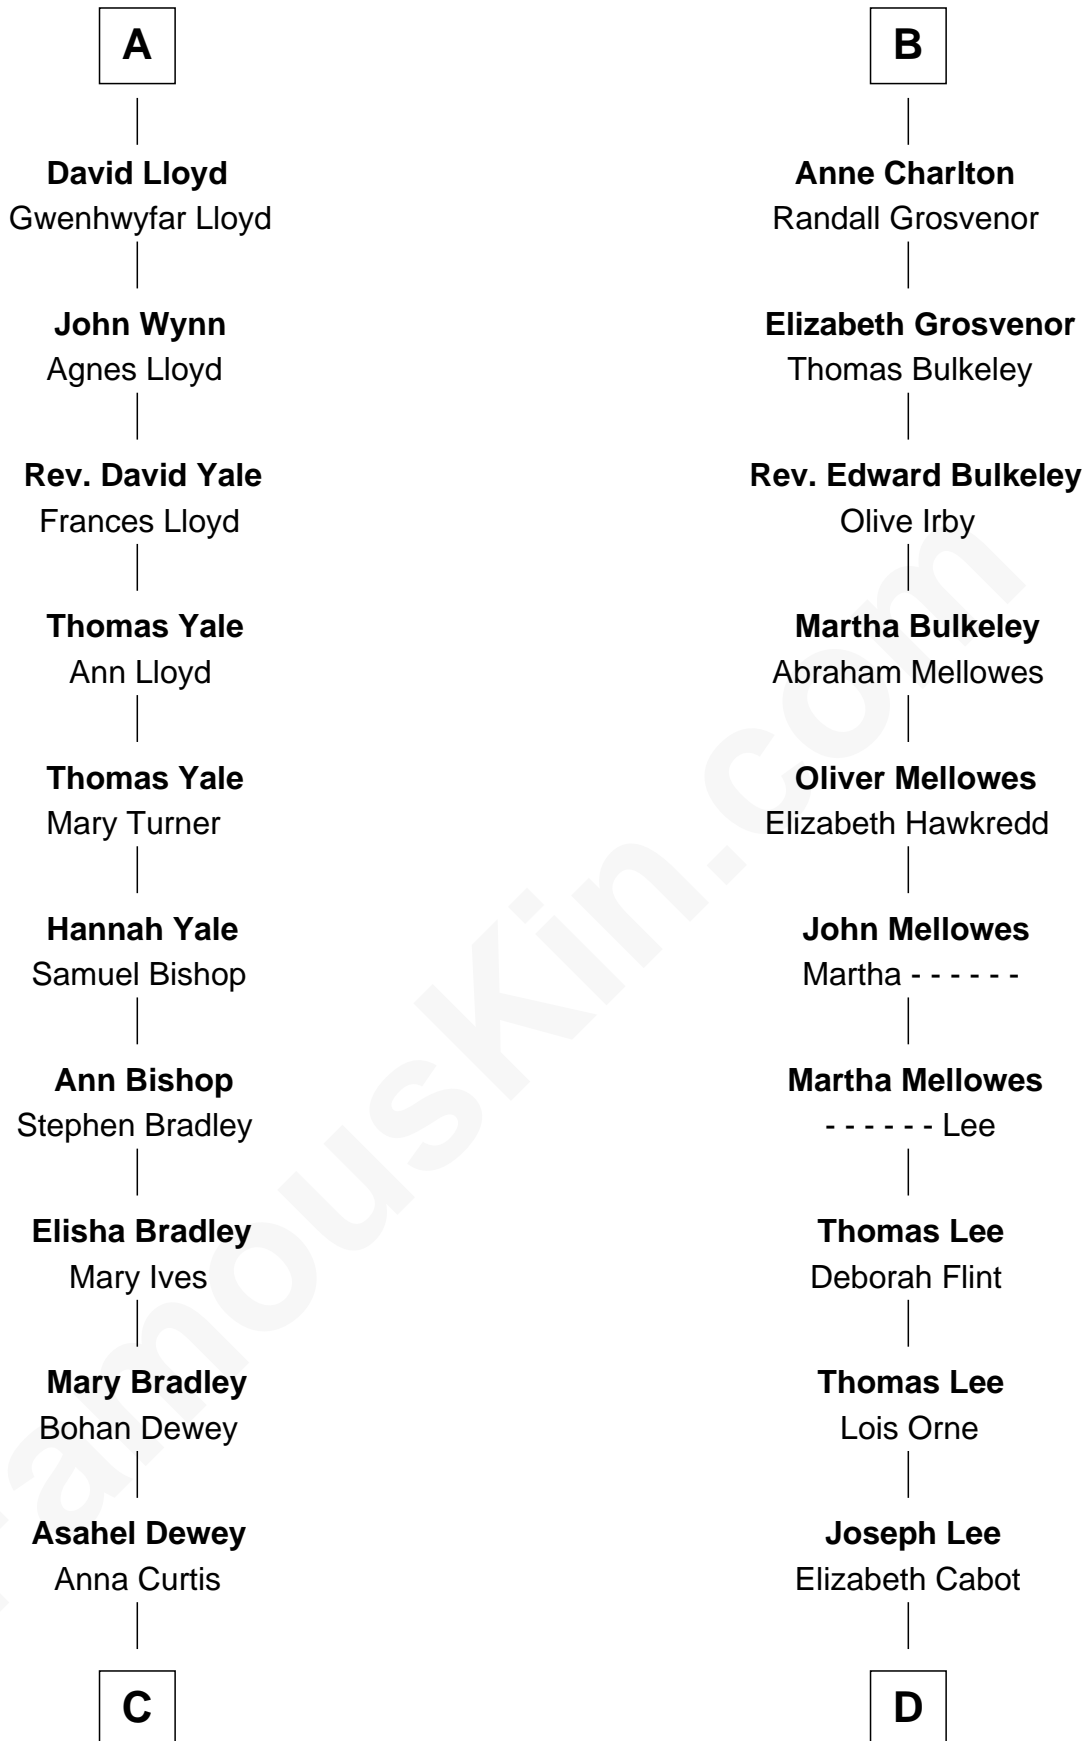 A
David Lloyd
Gwenhwyfar Lloyd
John Wynn
Agnes Lloyd
Rev. David Yale
Frances Lloyd
Thomas Yale
Ann Lloyd
Thomas Yale
Mary Turner
Hannah Yale
Samuel Bishop
Ann Bishop
Stephen Bradley
Elisha Bradley
Mary Ives
Mary Bradley
Bohan Dewey
Asahel Dewey
Anna Curtis
C
B
Anne Charlton
Randall Grosvenor
Elizabeth Grosvenor
Thomas Bulkeley
Rev. Edward Bulkeley
Olive Irby
Martha Bulkeley
Abraham Mellowes
Oliver Mellowes
Elizabeth Hawkredd
John Mellowes
Martha - - - - - -
Martha Mellowes
- - - - - - Lee
Thomas Lee
Deborah Flint
Thomas Lee
Lois Orne
Joseph Lee
Elizabeth Cabot
D
FamousKin.com